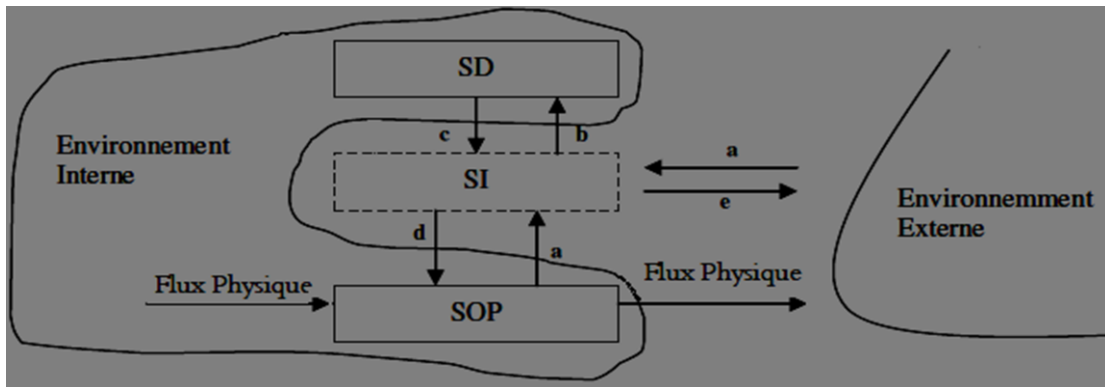 SD
Environnement
Interne
c
b
SI
a
e
Environnemment
Externe
d
a
Flux Physique
Flux Physique
SOP